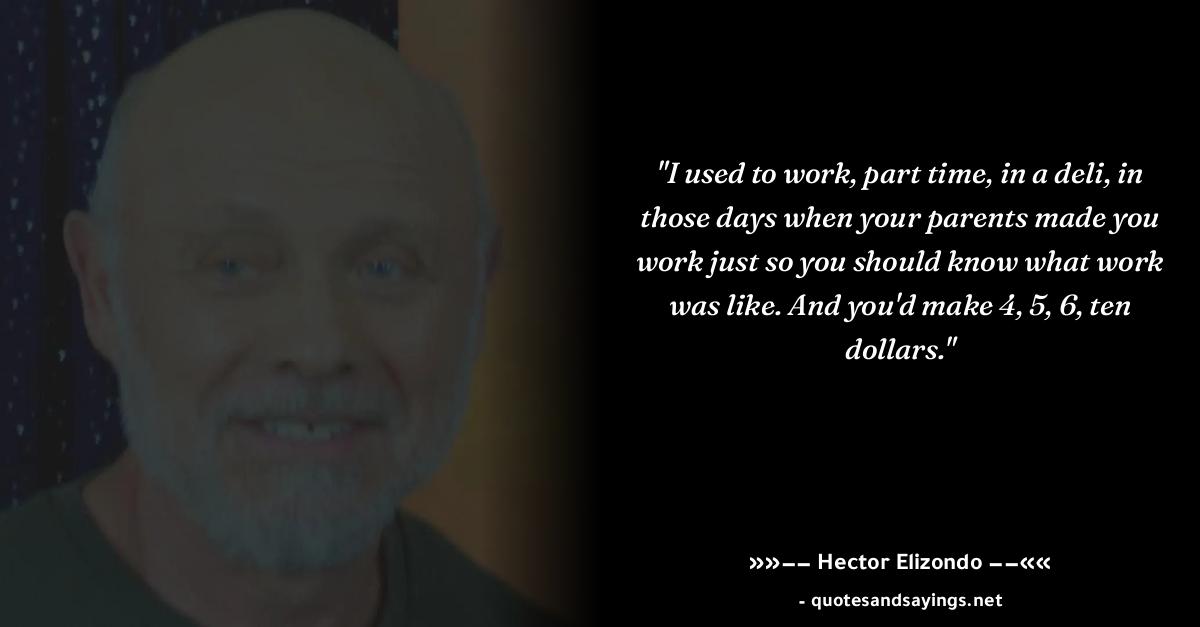 "I used to work, part time, in a deli, in
those days when your parents made you
work just so you should know what work
was like. And you'd make 4, 5, 6, ten
dollars."
»»−− Hector Elizondo −−««
- quotesandsayings.net